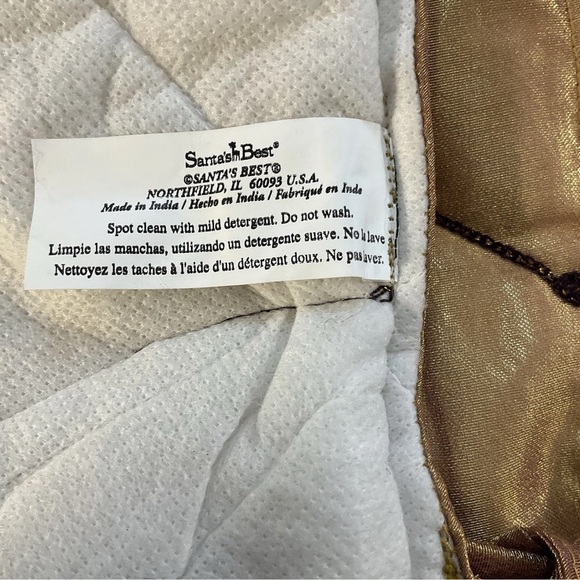 Santa's Best®
©SANTA'S BEST®
NORTHFIELD, IL 60093 U.S.A.
Made in India / Hecho en India / Fabriqué en Inde
Spot clean with mild detergent. Do not wash.
Limpie las manchas, utilizando un detergente suave. No la lave
Nettoyez les taches à l'aide d'un détergent doux. Ne pas laver.